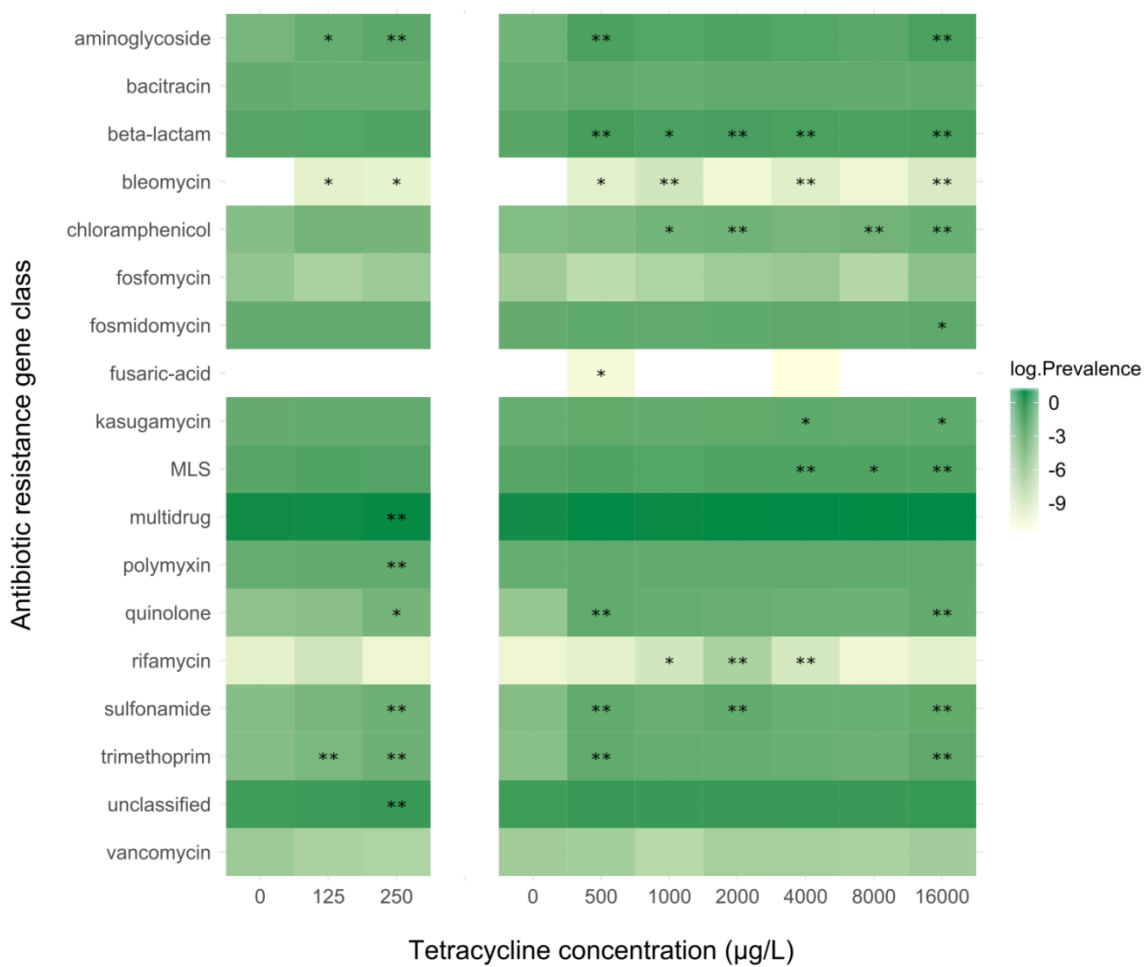 Antibiotic resistance gene class
aminoglycoside * ** ** **
bacitracin
beta-lactam ** * ** ** **
bleomycin * * * ** ** **
chloramphenicol * ** ** **
fosfomycin
fosmidomycin *
fusaric-acid *
kasugamycin * *
MLS ** * **
multidrug **
polymyxin **
quinolone * ** **
rifamycin * ** **
sulfonamide ** ** ** **
trimethoprim ** ** ** **
unclassified **
vancomycin
0 125 250 0 500 1000 2000 4000 8000 16000
Tetracycline concentration (µg/L)
log.Prevalence
0
-3
-6
-9